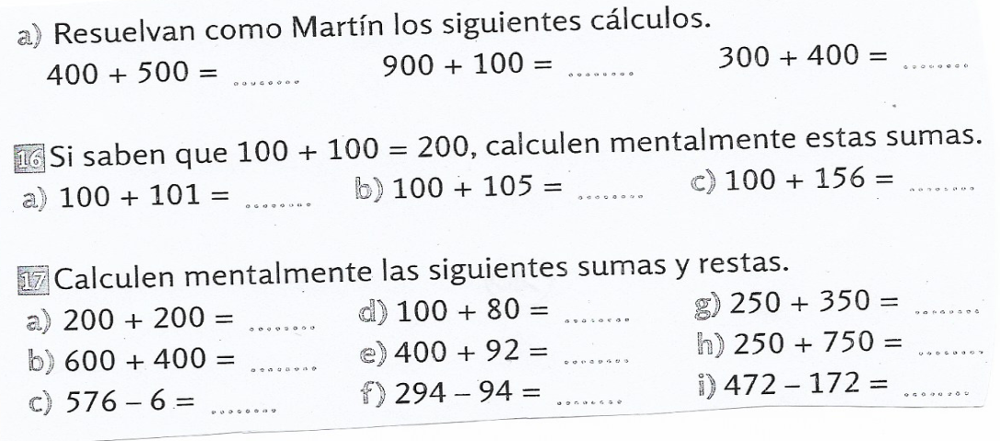 a) Resuelvan como Martín los siguientes cálculos.
400 + 500 = ......... 900 + 100 = ......... 300 + 400 = .........
16 Si saben que 100 + 100 = 200, calculen mentalmente estas sumas.
a) 100 + 101 = ......... b) 100 + 105 = ......... c) 100 + 156 = .........
17 Calculen mentalmente las siguientes sumas y restas.
a) 200 + 200 = ......... d) 100 + 80 = ......... g) 250 + 350 = .........
b) 600 + 400 = ......... e) 400 + 92 = ......... h) 250 + 750 = .........
c) 576 – 6 = ......... f) 294 – 94 = ......... i) 472 – 172 = .........